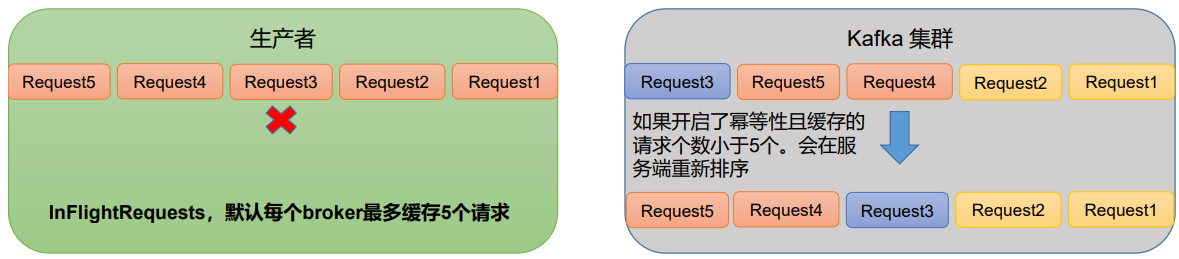 生产者
Request5 Request4 Request3 Request2 Request1
InFlightRequests，默认每个broker最多缓存5个请求
Kafka 集群
Request3 Request5 Request4 Request2 Request1
如果开启了幂等性且缓存的
请求个数小于5个。会在服
务端重新排序
Request5 Request4 Request3 Request2 Request1